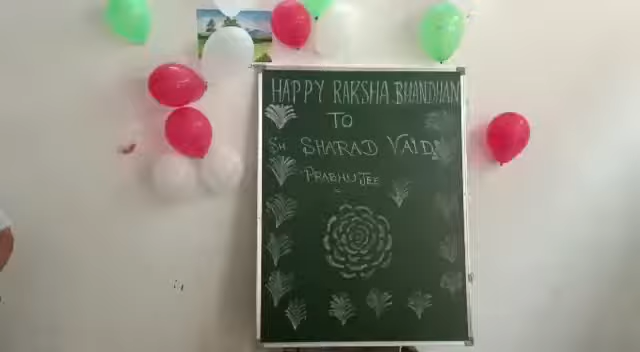 HAPPY RAKSHA BHANDHAN
TO
SH SHARAD VAID
PRABHU JEE